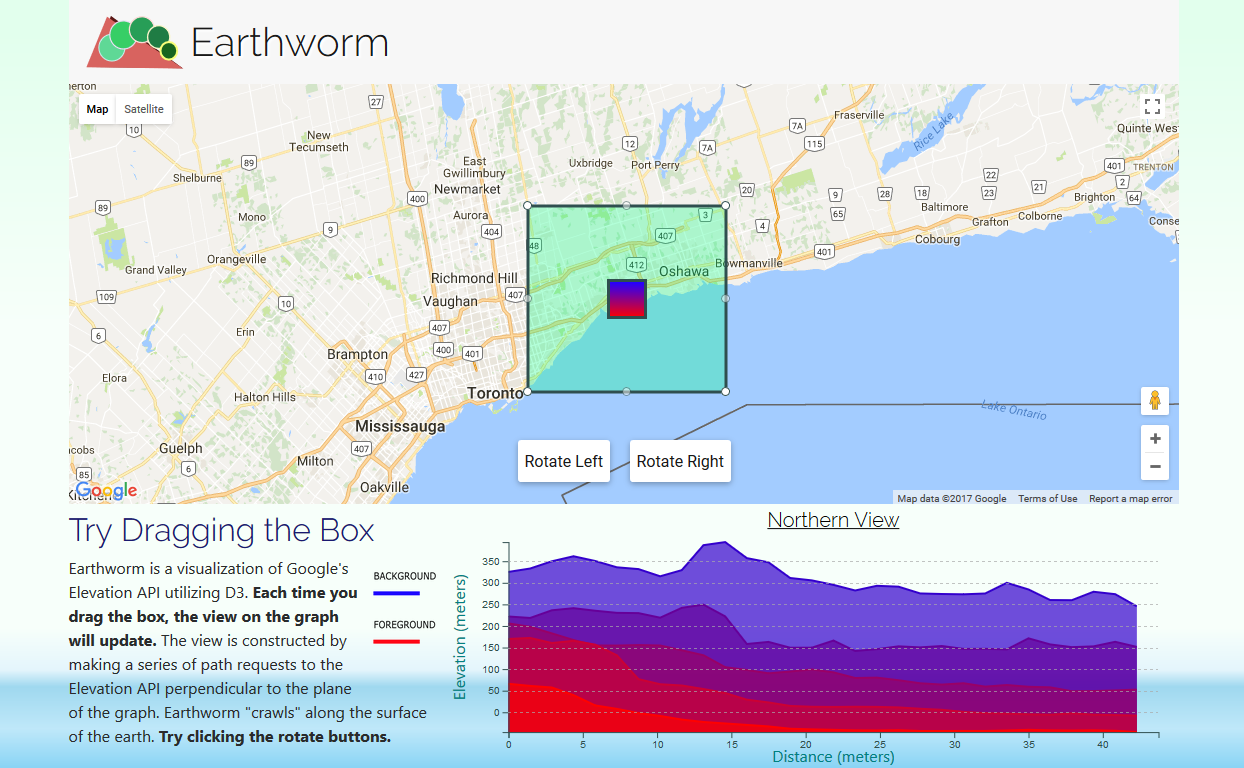 Earthworm
Map
Satellite
27
10
New
Tecumseth
89
East
Gwillimbury
Newmarket
Uxbridge
12
Port Perry
7A
7A
115
Fraserville
Rice Lake
Quinte West
401
TRENTON
Shelburne
400
20
9
65
28
18
22
23
21
2
64
Baltimore
Grafton
Colborne
Brighton
89
Mono
9
Aurora
404
48
3
407
4
401
Cobourg
Grand Valley
Orangeville
Richmond Hill
412
Oshawa
Bowmanville
109
10
Vaughan
407
6
Erin
407
400
401
Brampton
410
427
Elora
Halton Hills
Toronto
Lake Ontario
Mississauga
Guelph
407
Rotate Left
Rotate Right
85
6
Milton
Oakville
Google
Map data ©2017 Google
Terms of Use
Report a map error
Try Dragging the Box
Earthworm is a visualization of Google's
Elevation API utilizing D3. Each time you
drag the box, the view on the graph
will update. The view is constructed by
making a series of path requests to the
Elevation API perpendicular to the plane
of the graph. Earthworm "crawls" along the surface
of the earth. Try clicking the rotate buttons.
BACKGROUND
FOREGROUND
Northern View
Elevation (meters)
350
300
250
200
150
100
50
0
0
5
10
15
20
25
30
35
40
Distance (meters)